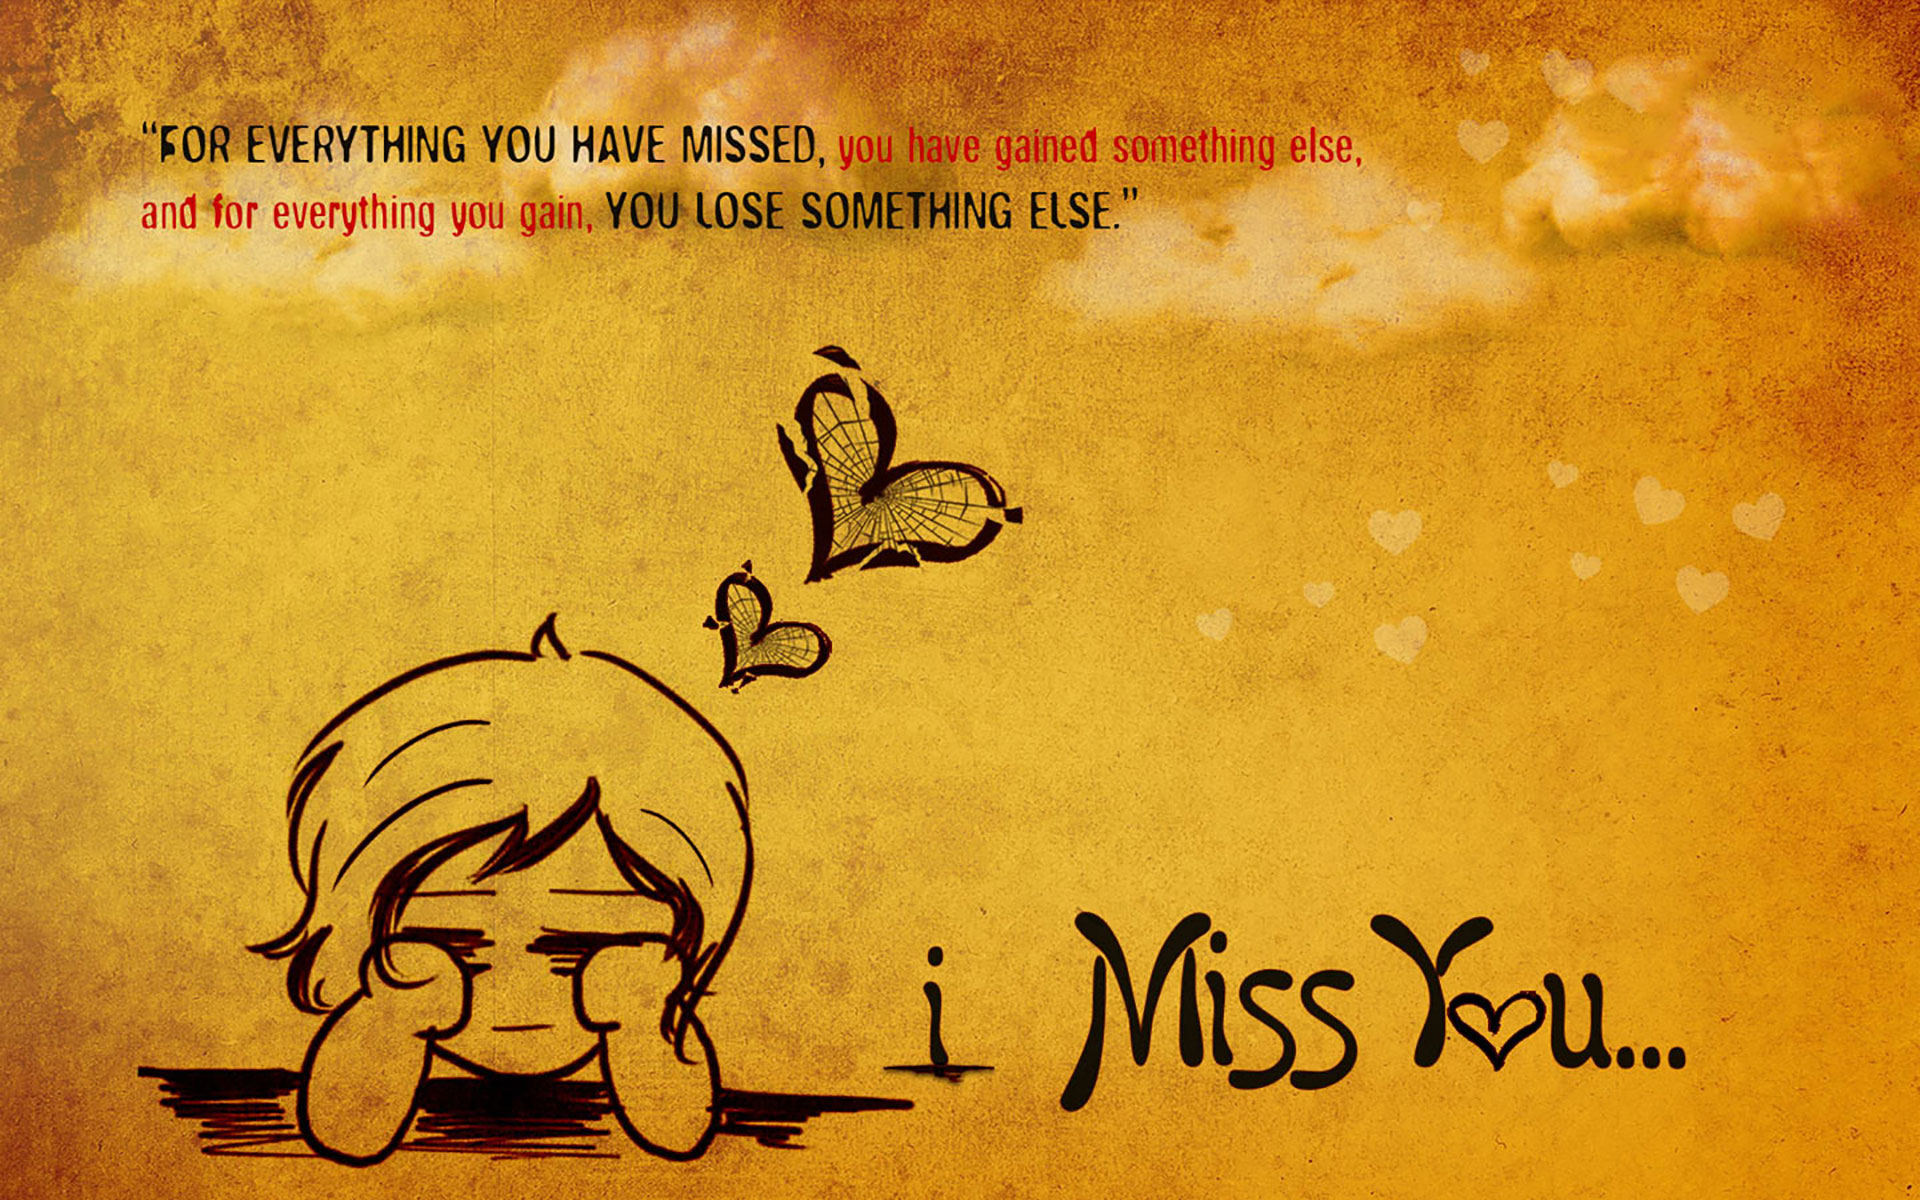 “FOR EVERYTHING YOU HAVE MISSED, you have gained something else,
and for everything you gain, YOU LOSE SOMETHING ELSE.”
i Miss Y♡u...